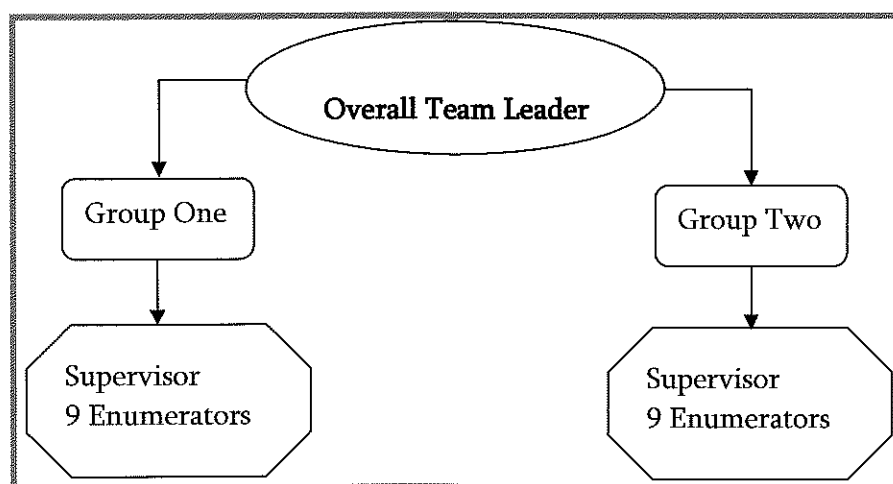 Overall Team Leader
Group One
Group Two
Supervisor
9 Enumerators
Supervisor
9 Enumerators